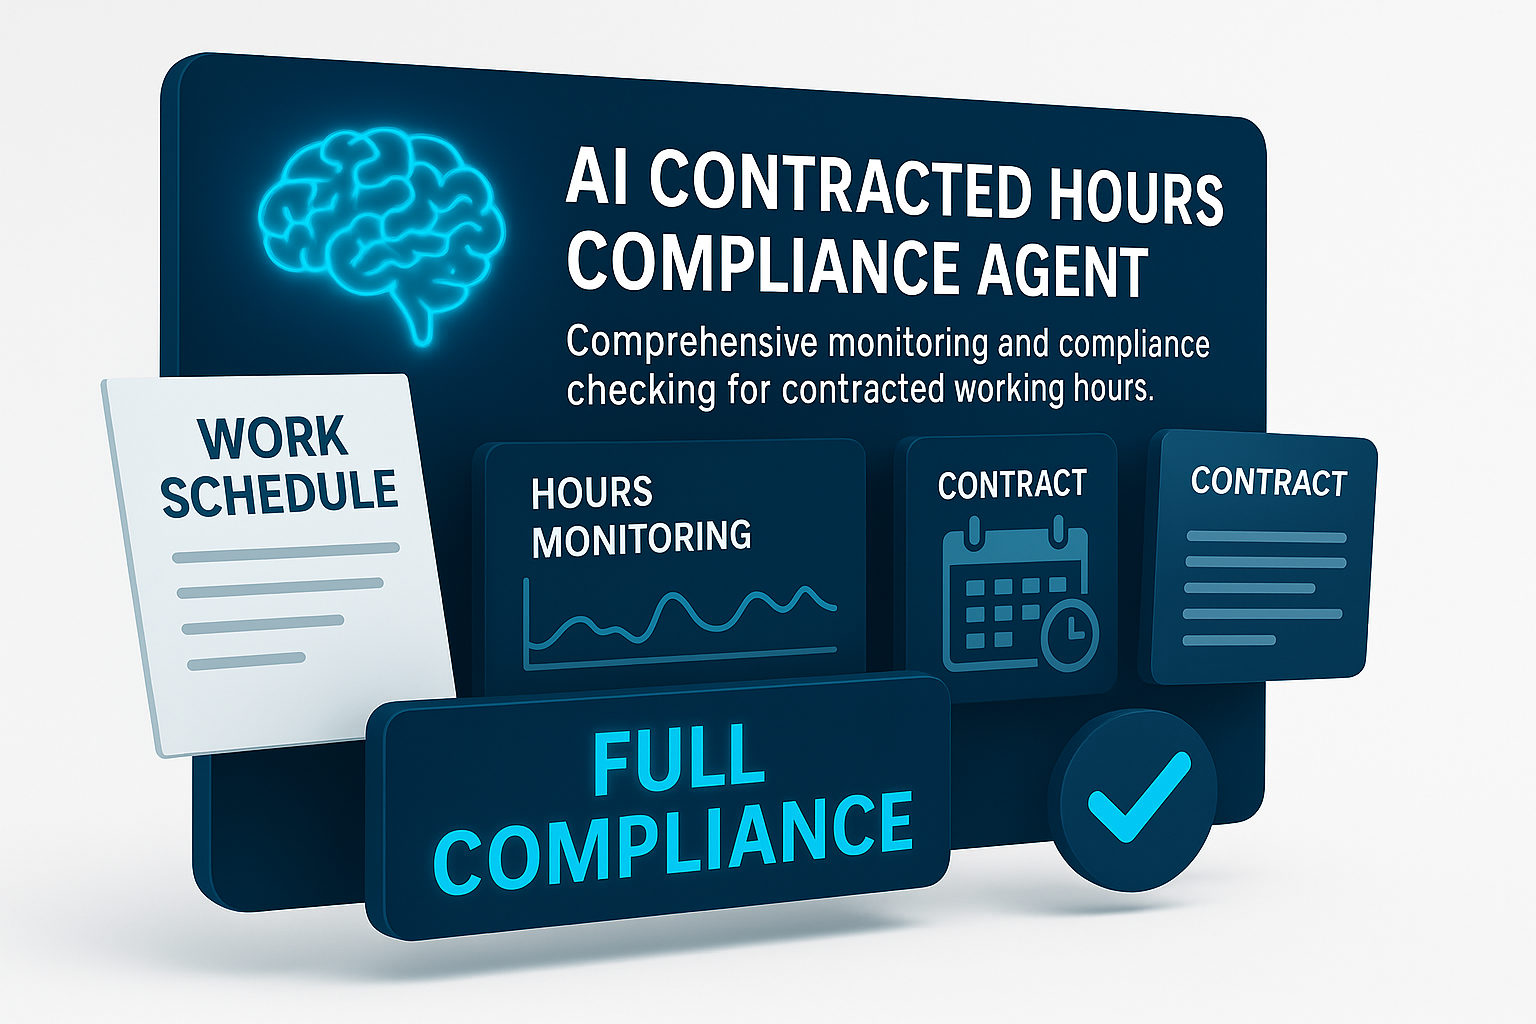 AI CONTRACTED HOURS
COMPLIANCE AGENT
Comprehensive monitoring and compliance
checking for contracted working hours.
WORK
SCHEDULE
HOURS
MONITORING
CONTRACT
CONTRACT
FULL
COMPLIANCE